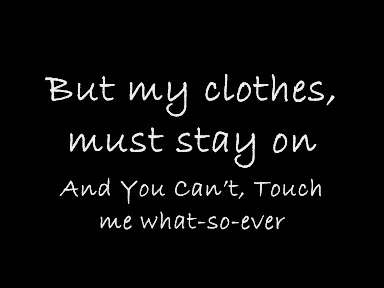 But my clothes,
must stay on
And You Can't, Touch
me what-so-ever